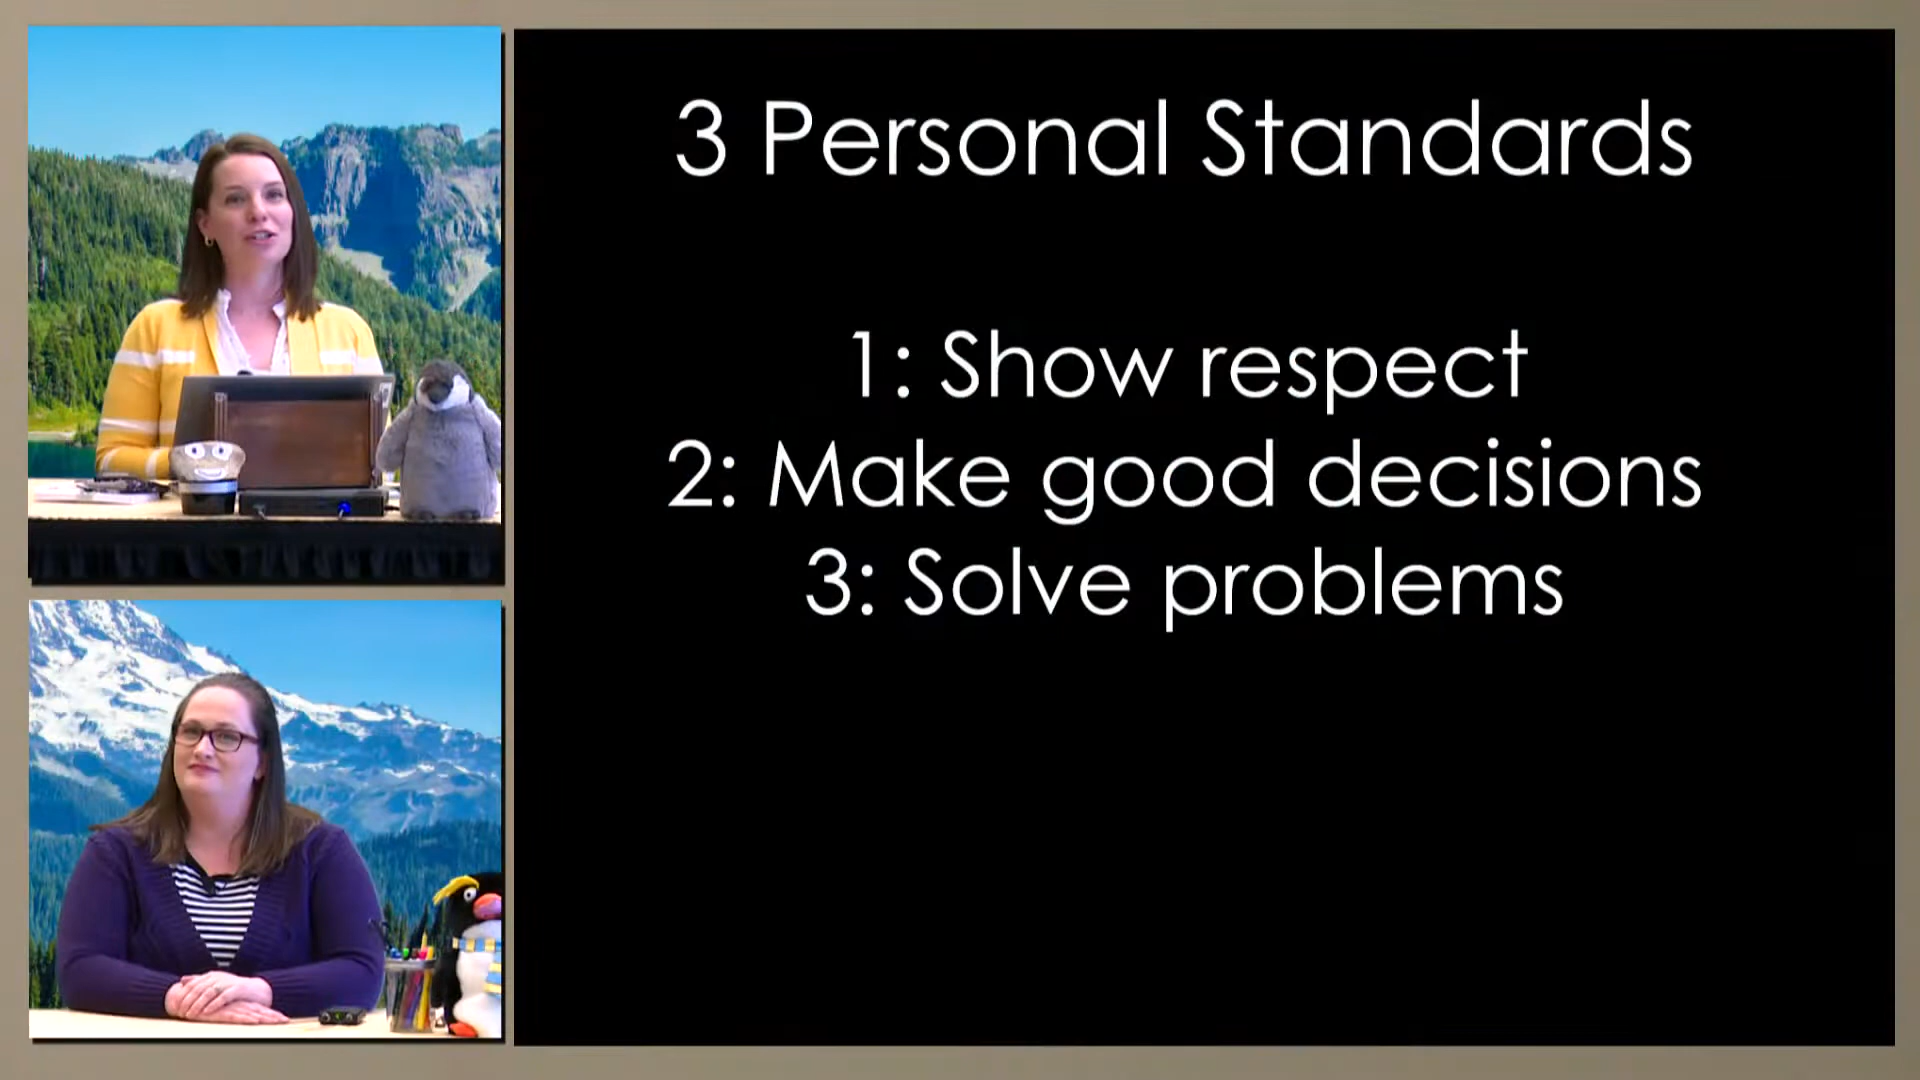 3 Personal Standards
1: Show respect
2: Make good decisions
3: Solve problems